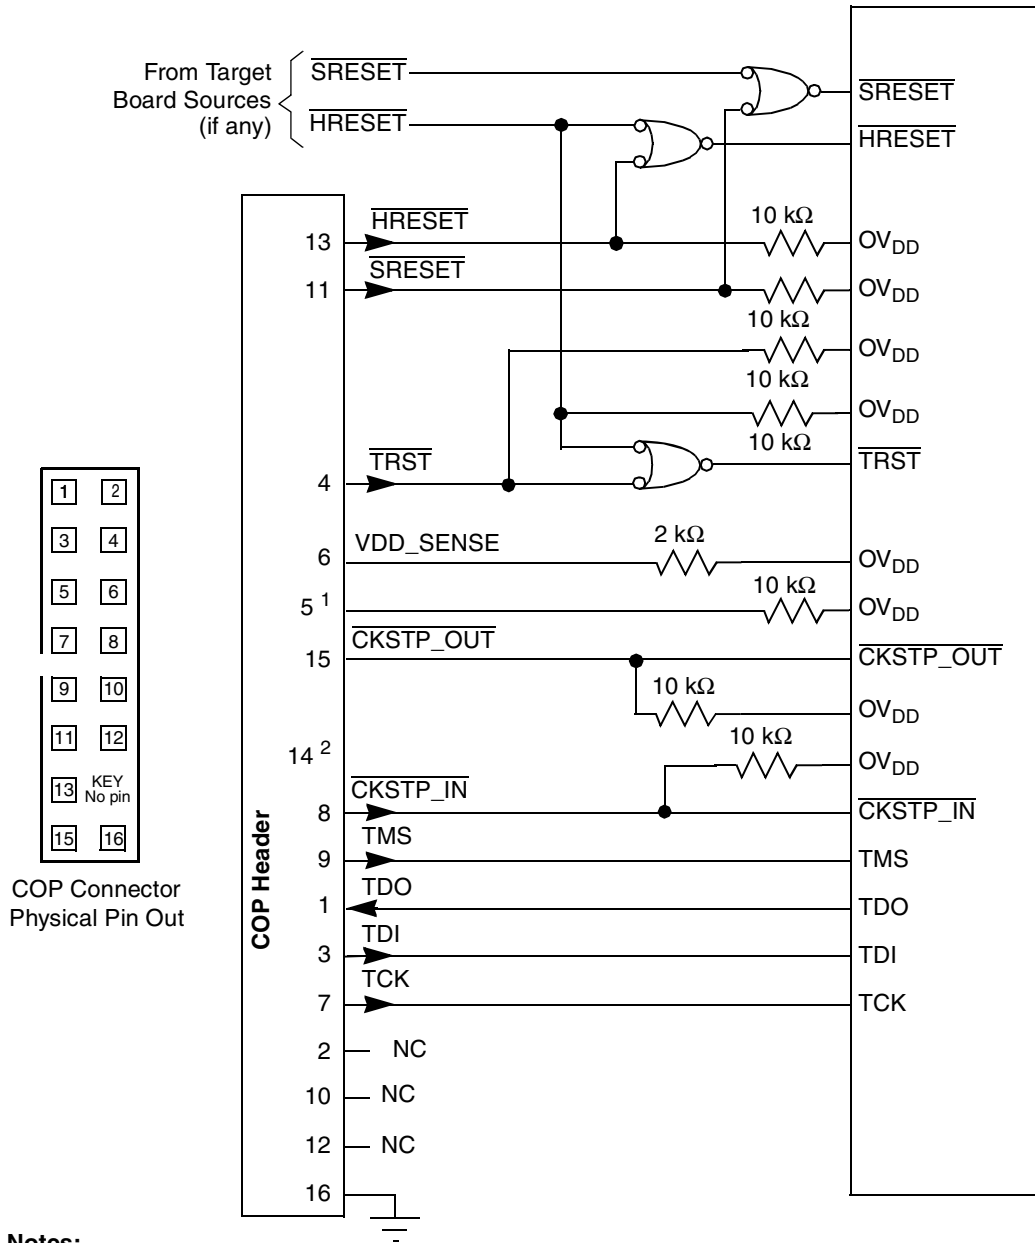 From Target
Board Sources
(if any)
SRESET
HRESET
SRESET
HRESET
13
HRESET
10 kΩ
OVDD
11
SRESET
OVDD
10 kΩ
OVDD
10 kΩ
OVDD
10 kΩ
4
TRST
TRST
6
VDD_SENSE
2 kΩ
OVDD
5 1
10 kΩ
OVDD
15
CKSTP_OUT
CKSTP_OUT
10 kΩ
OVDD
14 2
10 kΩ
OVDD
8
CKSTP_IN
CKSTP_IN
9
TMS
TMS
1
TDO
TDO
3
TDI
TDI
7
TCK
TCK
2
NC
10
NC
12
NC
16
COP Header
1 2
3 4
5 6
7 8
9 10
11 12
13 KEY
No pin
15 16
COP Connector
Physical Pin Out
Notes: